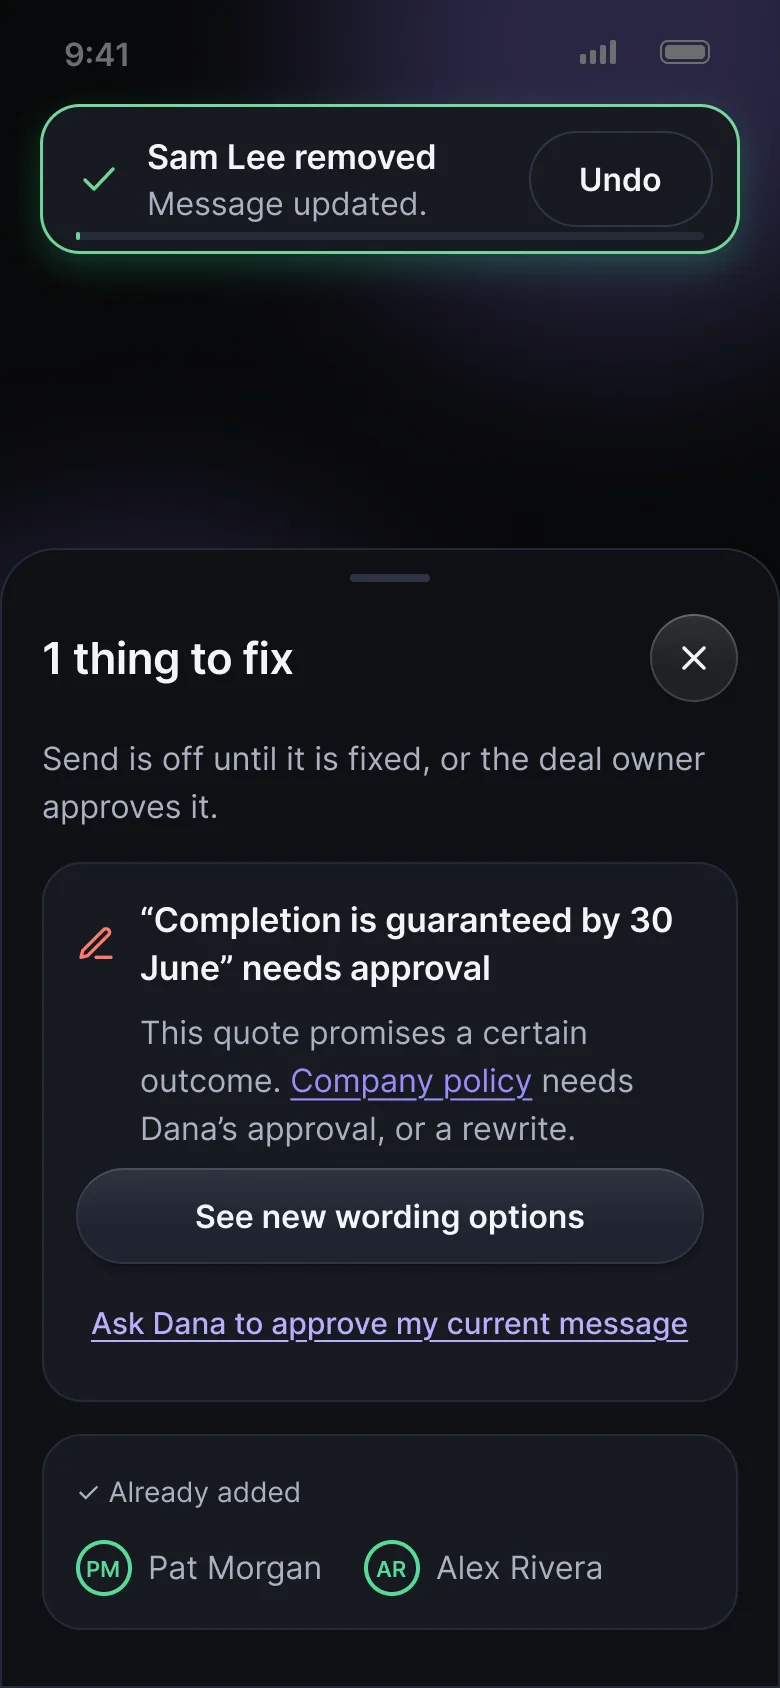 9:41
Sam Lee removed
Undo
Message updated.
1 thing to fix
Send is off until it is fixed, or the deal owner
approves it.
“Completion is guaranteed by 30
June” needs approval
This quote promises a certain
outcome. Company policy needs
Dana’s approval, or a rewrite.
See new wording options
Ask Dana to approve my current message
Already added
PM Pat Morgan AR Alex Rivera